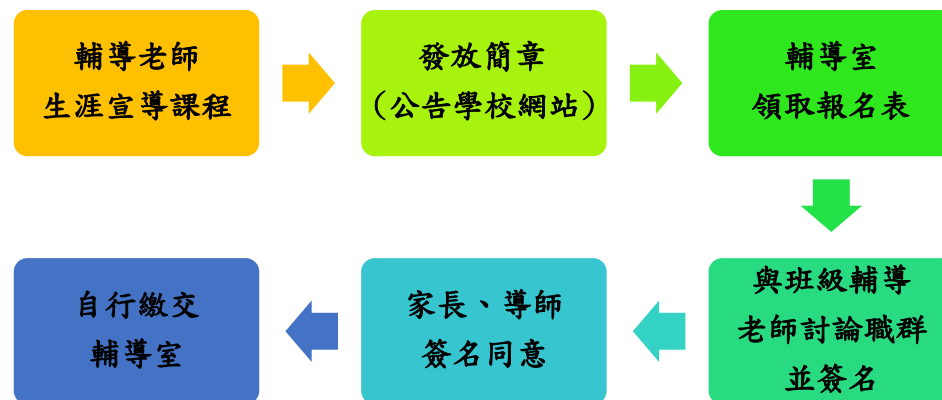 輔導老師
生涯宣導課程
發放簡章
(公告學校網站)
輔導室
領取報名表
與班級輔導
老師討論職群
並簽名
家長、導師
簽名同意
自行繳交
輔導室